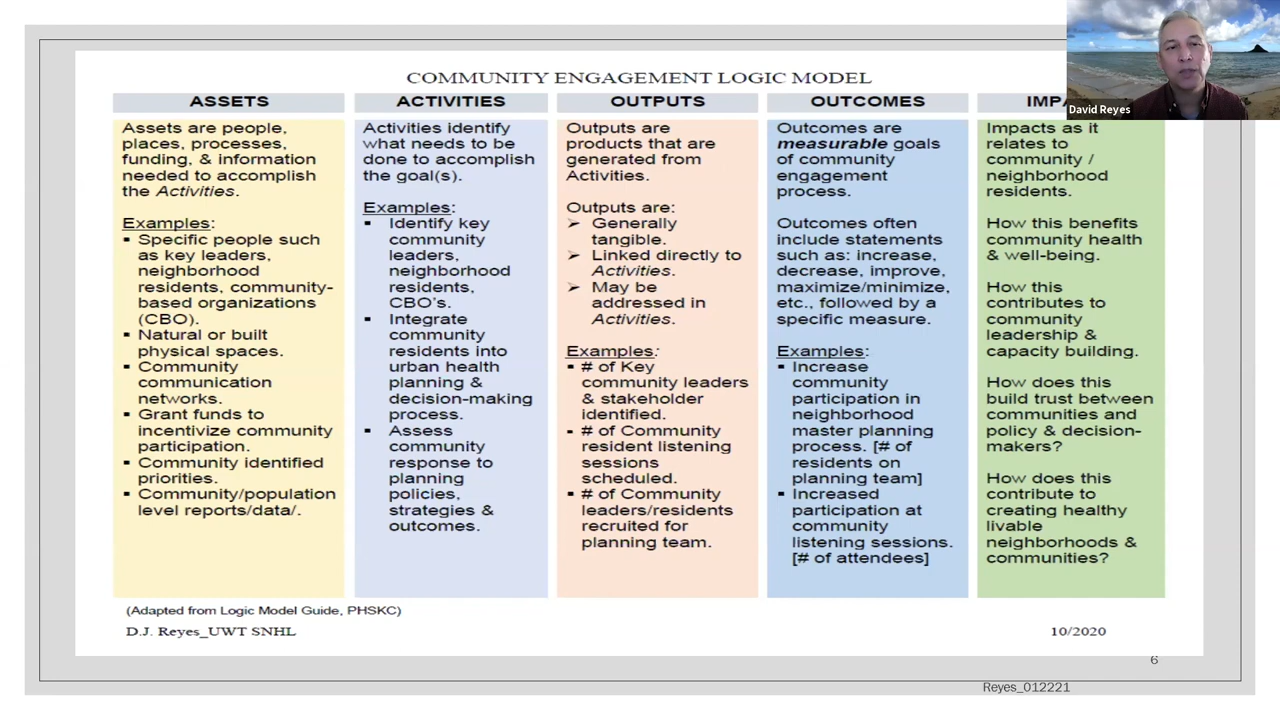 COMMUNITY ENGAGEMENT LOGIC MODEL
David Reyes
ASSETS
Assets are people,
places, processes,
funding, & information
needed to accomplish
the Activities.
Examples:
▪ Specific people such
as key leaders,
neighborhood
residents, community-
based organizations
(CBO).
▪ Natural or built
physical spaces.
▪ Community
communication
networks.
▪ Grant funds to
incentivize community
participation.
▪ Community identified
priorities.
▪ Community/population
level reports/data/.
ACTIVITIES
Activities identify
what needs to be
done to accomplish
the goal(s).
Examples:
▪ Identify key
community
leaders,
neighborhood
residents,
CBO's.
▪ Integrate
community
residents into
urban health
planning &
decision-making
process.
▪ Assess
community
response to
planning
policies,
strategies &
outcomes.
OUTPUTS
Outputs are
products that are
generated from
Activities.
Outputs are:
➢ Generally
tangible.
➢ Linked directly to
Activities.
➢ May be
addressed in
Activities.
Examples:
▪ # of Key
community leaders
& stakeholder
identified.
▪ # of Community
resident listening
sessions
scheduled.
▪ # of Community
leaders/residents
recruited for
planning team.
OUTCOMES
Outcomes are
measurable goals
of community
engagement
process.
Outcomes often
include statements
such as: increase,
decrease, improve,
maximize/minimize,
etc., followed by a
specific measure.
Examples:
▪ Increase
community
participation in
neighborhood
master planning
process. [# of
residents on
planning team]
▪ Increased
participation at
community
listening sessions.
[# of attendees]
IMP
Impacts as it
relates to
community /
neighborhood
residents.
How this benefits
community health
& well-being.
How this
contributes to
community
leadership &
capacity building.
How does this
build trust between
communities and
policy & decision-
makers?
How does this
contribute to
creating healthy
livable
neighborhoods &
communities?
(Adapted from Logic Model Guide, PHSKC)
D.J. Reyes_UWT SNHL
10/2020
6
Reyes_012221